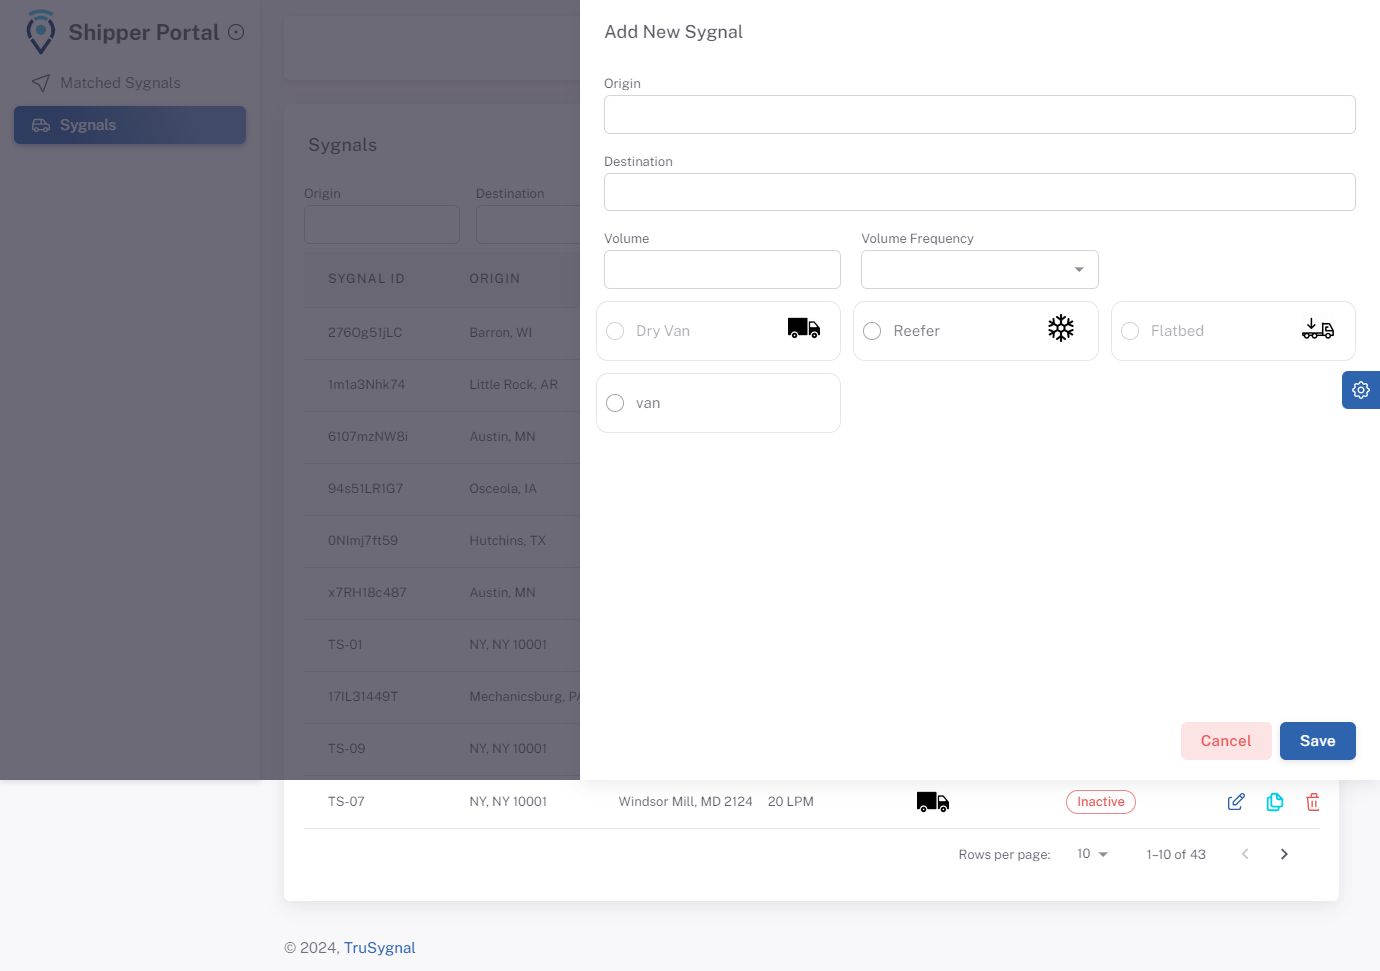 Shipper Portal
Matched Sygnals
Sygnals
Sygnals
Origin
Destination
SYGNAL ID ORIGIN
276Og51jLC Barron, WI
1m1a3Nhk74 Little Rock, AR
6107mzNW8i Austin, MN
94s51LR1G7 Osceola, IA
0NImj7ft59 Hutchins, TX
x7RH18c487 Austin, MN
TS-01 NY, NY 10001
17IL31449T Mechanicsburg, PA
TS-09 NY, NY 10001
TS-07 NY, NY 10001 Windsor Mill, MD 2124 20 LPM Inactive
Rows per page: 10 1–10 of 43
© 2024, TruSygnal
Add New Sygnal
Origin
Destination
Volume Volume Frequency
Dry Van Reefer Flatbed
van
Cancel Save